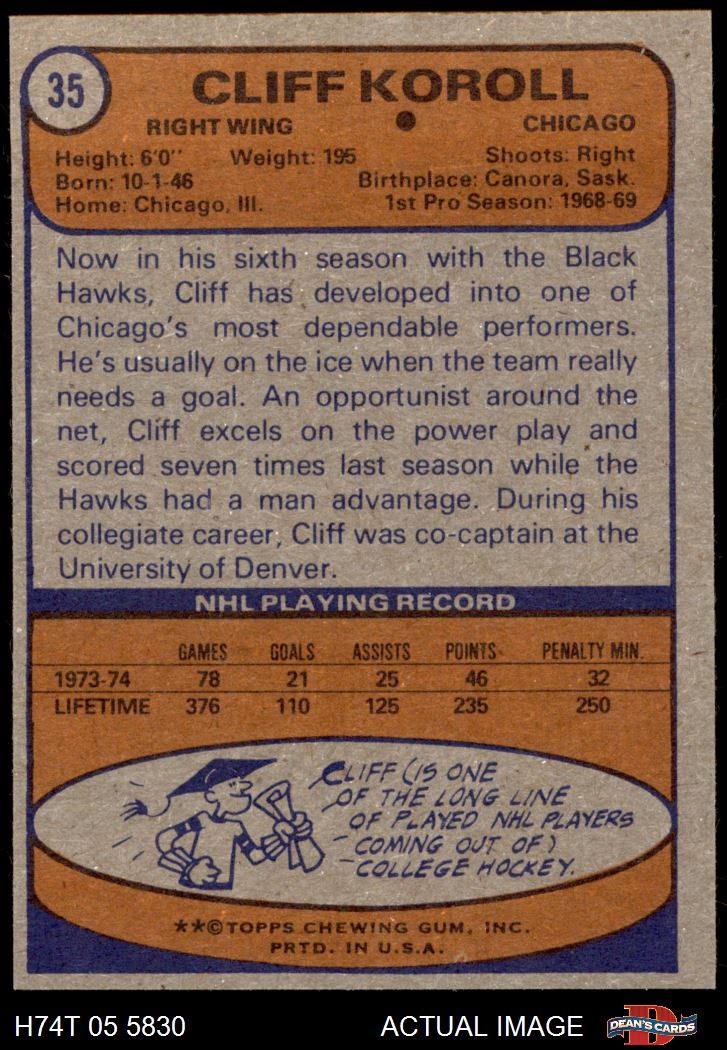 35
CLIFF KOROLL
RIGHT WING ● CHICAGO
Height: 6'0'' Weight: 195 Shoots: Right
Born: 10-1-46 Birthplace: Canora, Sask.
Home: Chicago, Ill. 1st Pro Season: 1968-69
Now in his sixth season with the Black
Hawks, Cliff has developed into one of
Chicago's most dependable performers.
He's usually on the ice when the team really
needs a goal. An opportunist around the
net, Cliff excels on the power play and
scored seven times last season while the
Hawks had a man advantage. During his
collegiate career, Cliff was co-captain at the
University of Denver.
NHL PLAYING RECORD
GAMES GOALS ASSISTS POINTS PENALTY MIN.
1973-74 78 21 25 46 32
LIFETIME 376 110 125 235 250
CLIFF IS ONE
OF THE LONG LINE
OF PLAYED NHL PLAYERS
COMING OUT OF
COLLEGE HOCKEY.
**©TOPPS CHEWING GUM, INC.
PRTD. IN U.S.A.
H74T 05 5830 ACTUAL IMAGE DEAN'S CARDS